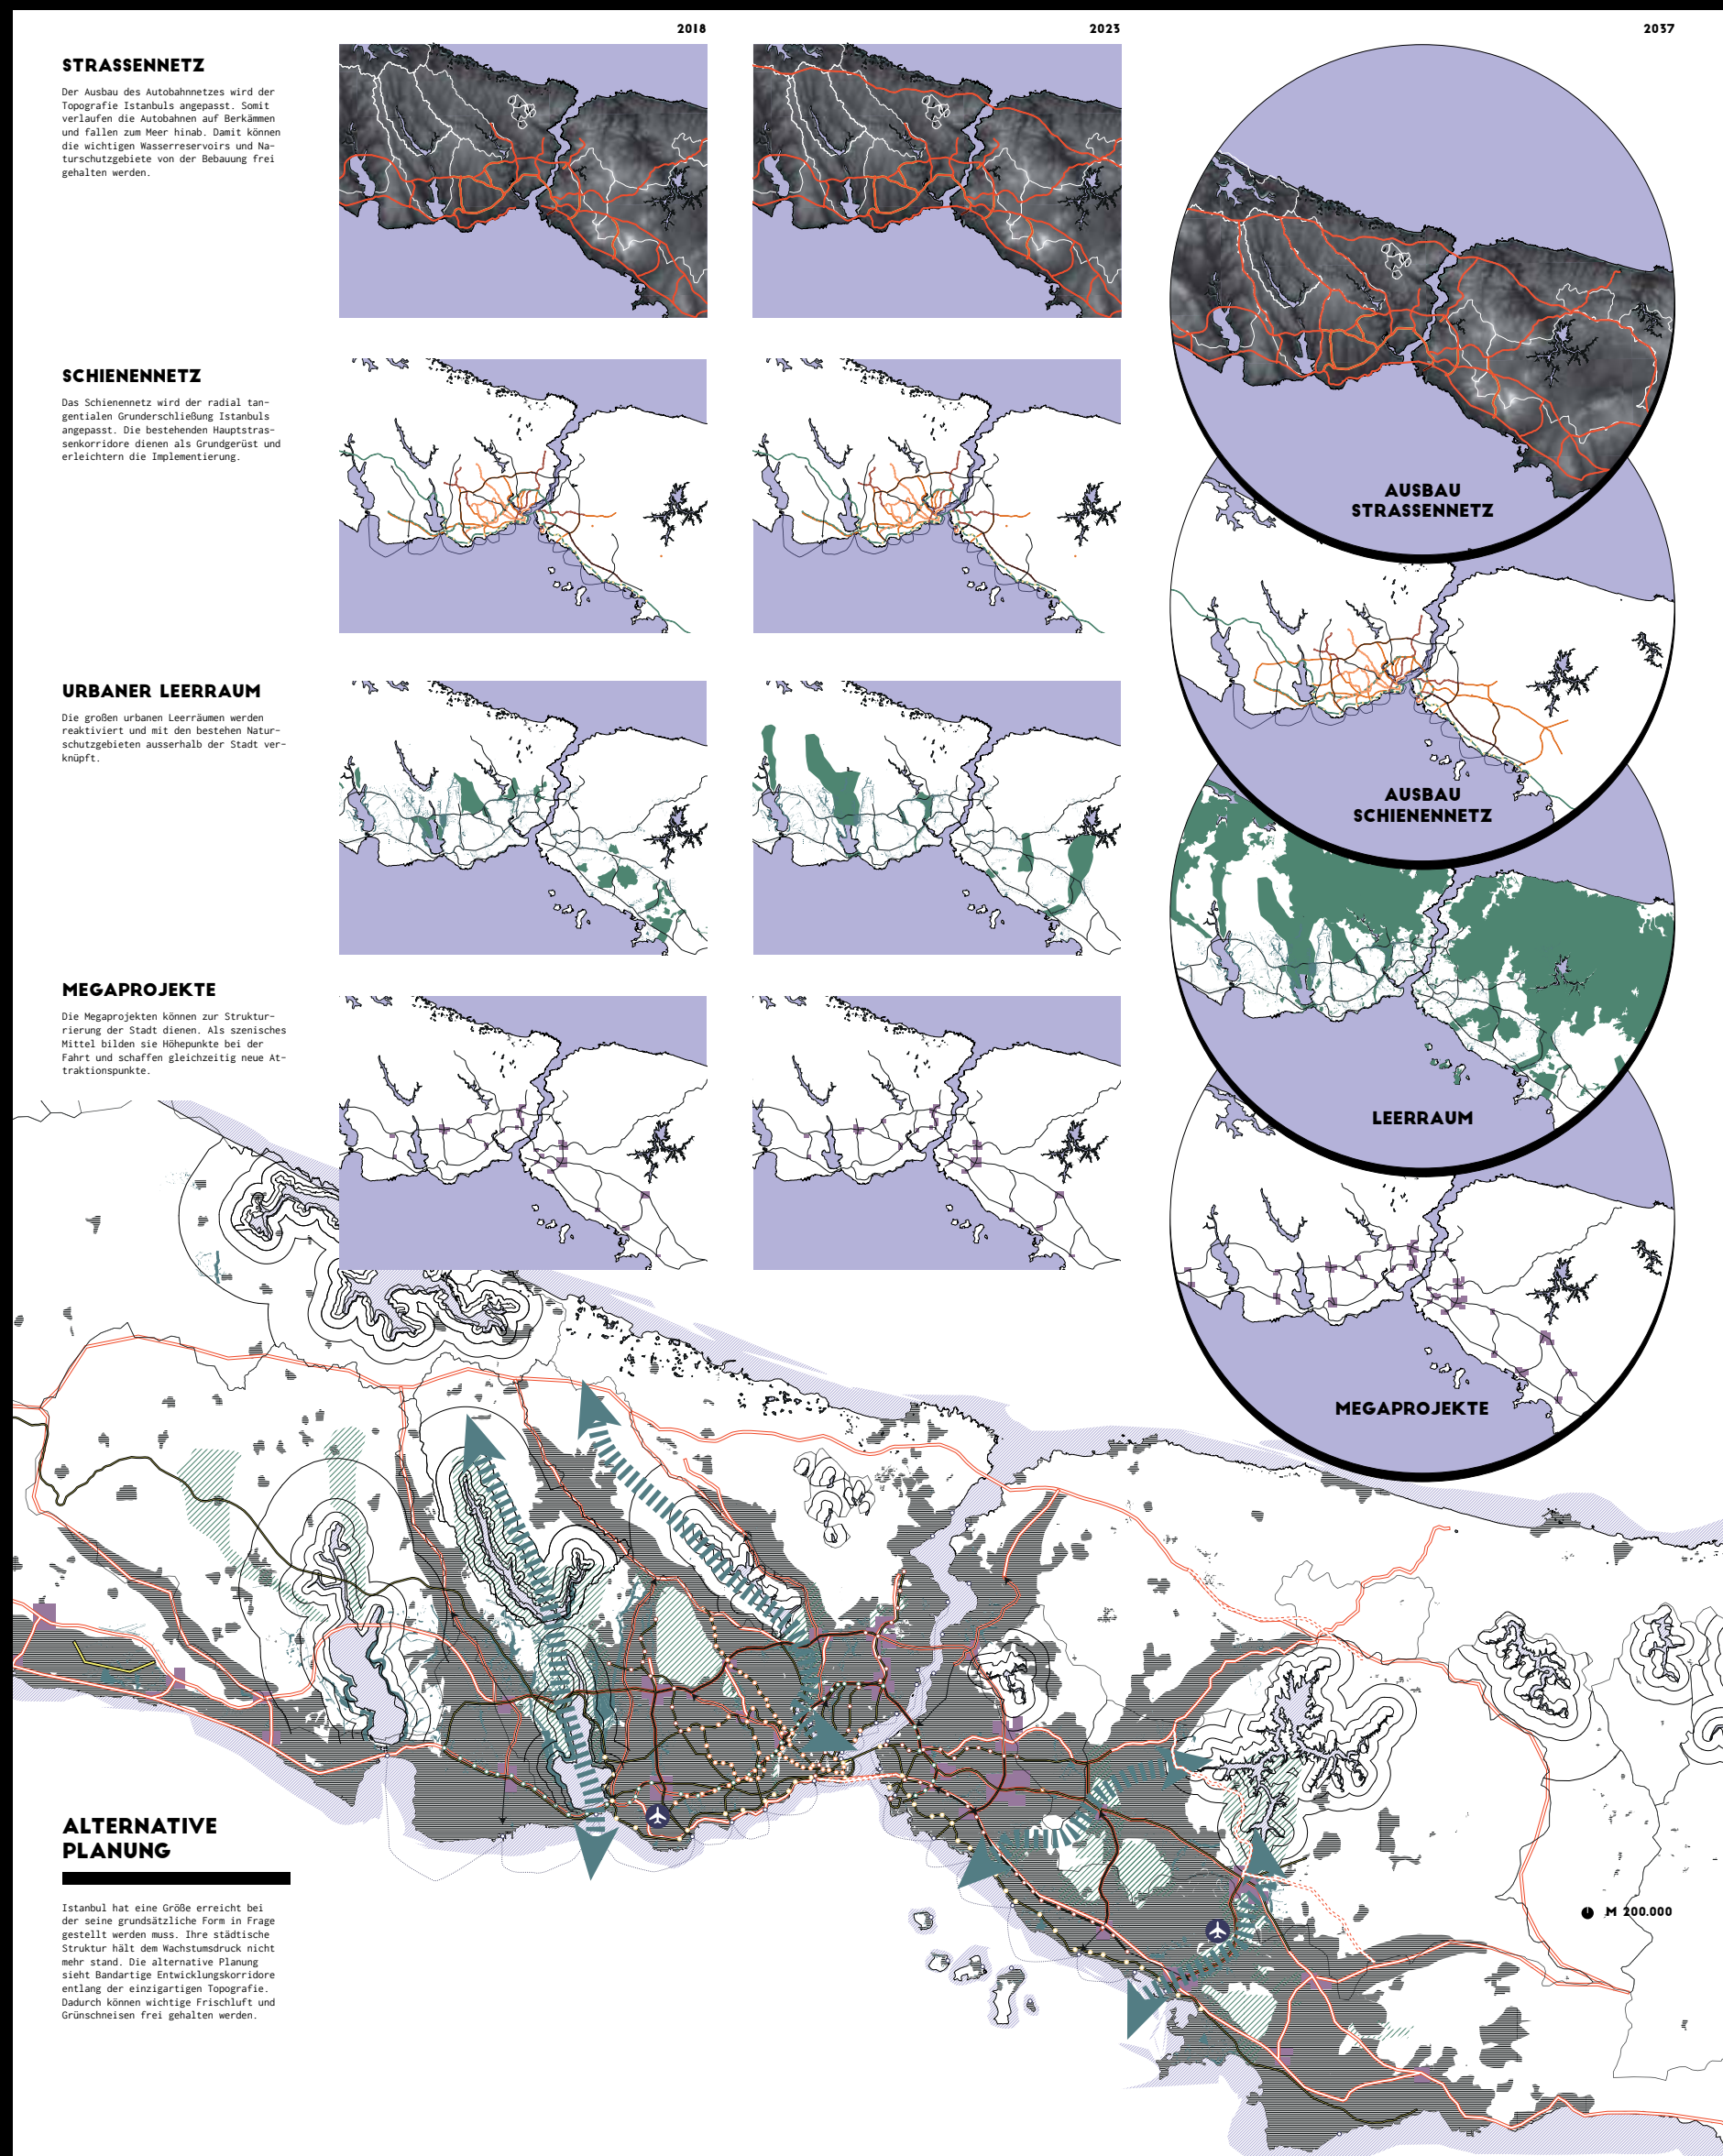 2018
2023
2037
STRASSENNETZ
Der Ausbau des Autobahnnetzes wird der
Topografie Istanbuls angepasst. Somit
verlaufen die Autobahnen auf Berkämmen
und fallen zum Meer hinab. Damit können
die wichtigen Wasserreservoirs und Na-
turschutzgebiete von der Bebauung frei
gehalten werden.
SCHIENENNETZ
Das Schienennetz wird der radial tan-
gentialen Grunderschließung Istanbuls
angepasst. Die bestehenden Hauptstras-
senkorridore dienen als Grundgerüst und
erleichtern die Implementierung.
URBANER LEERRAUM
Die großen urbanen Leerräumen werden
reaktiviert und mit den bestehen Natur-
schutzgebieten ausserhalb der Stadt ver-
knüpft.
MEGAPROJEKTE
Die Megaprojekten können zur Struktur-
rierung der Stadt dienen. Als szenisches
Mittel bilden sie Höhepunkte bei der
Fahrt und schaffen gleichzeitig neue At-
traktionspunkte.
AUSBAU
STRASSENNETZ
AUSBAU
SCHIENENNETZ
LEERRAUM
MEGAPROJEKTE
ALTERNATIVE
PLANUNG
Istanbul hat eine Größe erreicht bei
der seine grundsätzliche Form in Frage
gestellt werden muss. Ihre städtische
Struktur hält dem Wachstumsdruck nicht
mehr stand. Die alternative Planung
sieht Bandartige Entwicklungskorridore
entlang der einzigartigen Topografie.
Dadurch können wichtige Frischluft und
Grünschneisen frei gehalten werden.
M 200.000